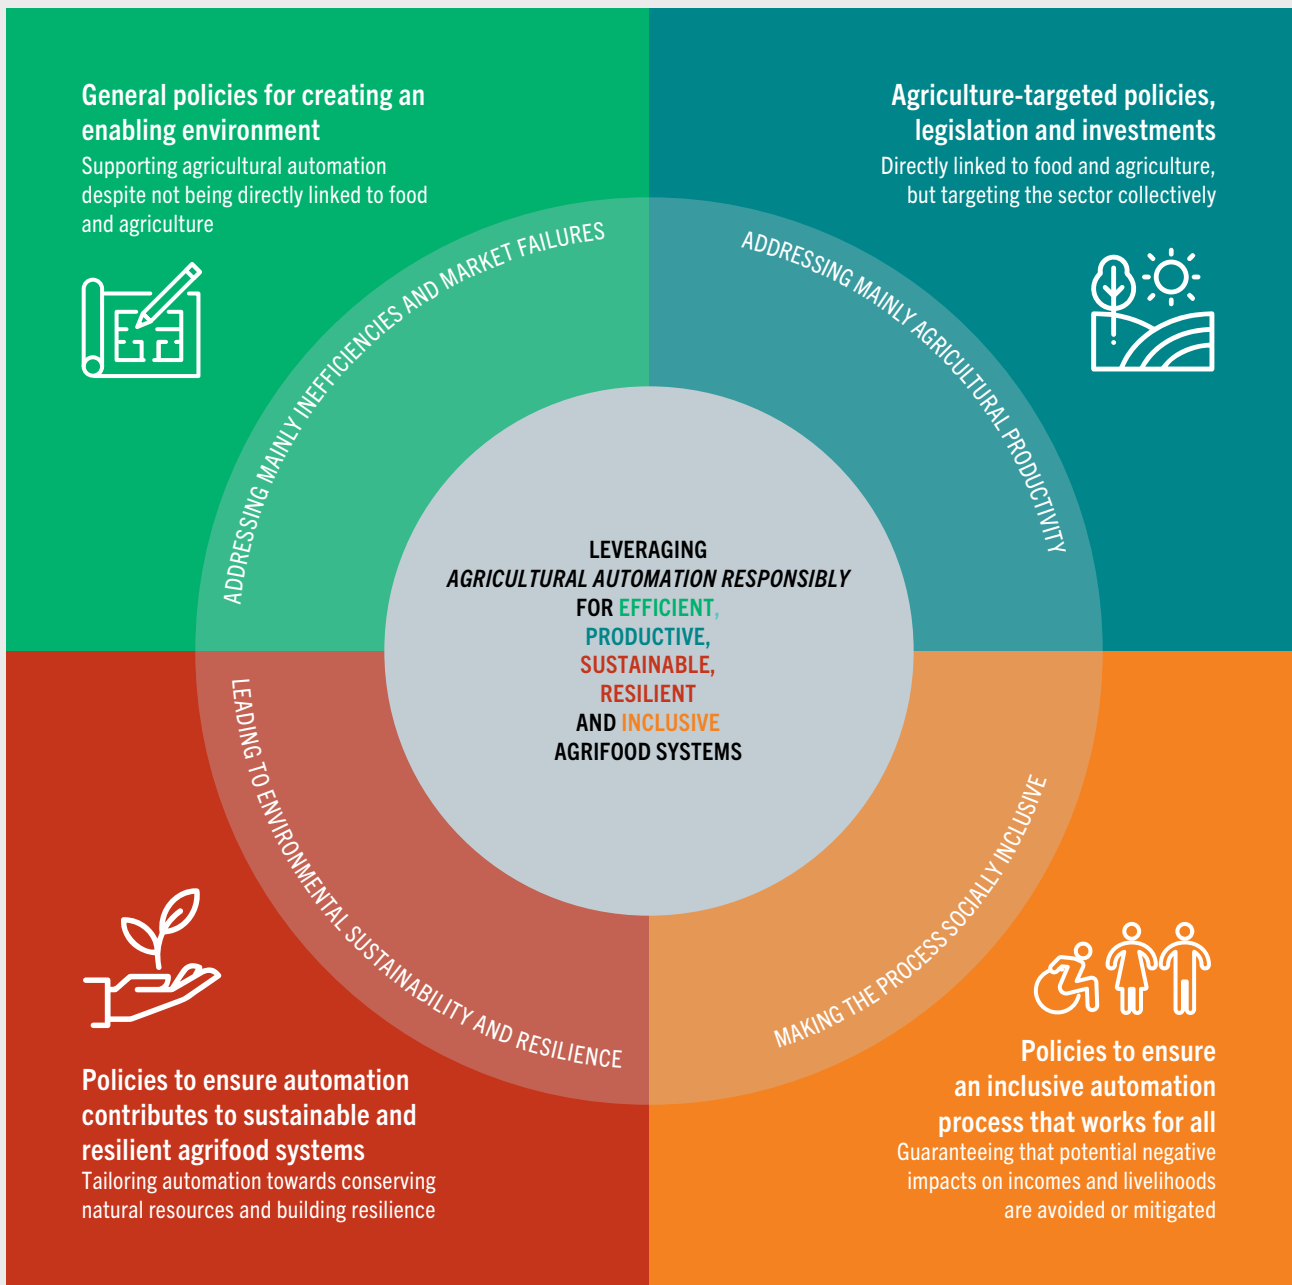 General policies for creating an
enabling environment
Supporting agricultural automation
despite not being directly linked to food
and agriculture
Agriculture-targeted policies,
legislation and investments
Directly linked to food and agriculture,
but targeting the sector collectively
ADDRESSING MAINLY INEFFICIENCIES AND MARKET FAILURES
ADDRESSING MAINLY AGRICULTURAL PRODUCTIVITY
LEVERAGING
AGRICULTURAL AUTOMATION RESPONSIBLY
FOR EFFICIENT,
PRODUCTIVE,
SUSTAINABLE,
RESILIENT
AND INCLUSIVE
AGRIFOOD SYSTEMS
LEADING TO ENVIRONMENTAL SUSTAINABILITY AND RESILIENCE
MAKING THE PROCESS SOCIALLY INCLUSIVE
Policies to ensure automation
contributes to sustainable and
resilient agrifood systems
Tailoring automation towards conserving
natural resources and building resilience
Policies to ensure
an inclusive automation
process that works for all
Guaranteeing that potential negative
impacts on incomes and livelihoods
are avoided or mitigated